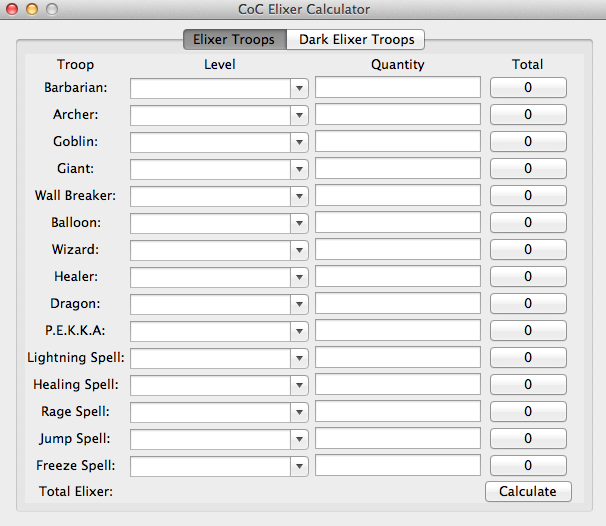 CoC Elixer Calculator
Elixer Troops Dark Elixer Troops
Troop Level Quantity Total
Barbarian: 0
Archer: 0
Goblin: 0
Giant: 0
Wall Breaker: 0
Balloon: 0
Wizard: 0
Healer: 0
Dragon: 0
P.E.K.K.A: 0
Lightning Spell: 0
Healing Spell: 0
Rage Spell: 0
Jump Spell: 0
Freeze Spell: 0
Total Elixer: Calculate